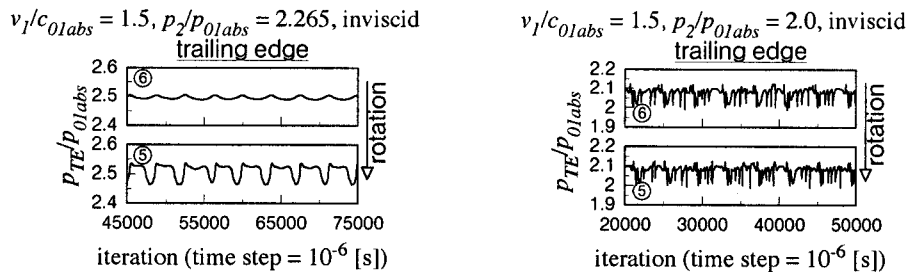 v1/c01abs = 1.5, p2/p01abs = 2.265, inviscid
trailing edge
2.6
2.5
2.4
6
2.6
2.5
2.4
5
pTE/p01abs
rotation
45000 55000 65000 75000
iteration (time step = 10-6 [s])
v1/c01abs = 1.5, p2/p01abs = 2.0, inviscid
trailing edge
2.2
2.1
2
1.9
6
2.2
2.1
2
1.9
5
pTE/p01abs
rotation
20000 30000 40000 50000
iteration (time step = 10-6 [s])